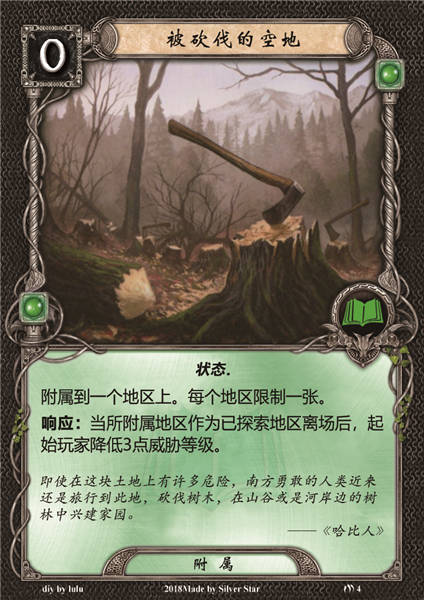 被砍伐的空地
0
状态.
附属到一个地区上。每个地区限制一张。
响应：当所附属地区作为已探索地区离场后，起
始玩家降低3点威胁等级。
即使在这块土地上有许多危险，南方勇敢的人类近来
还是旅行到此地，砍伐树木，在山谷或是河岸边的树
林中兴建家园。
——《哈比人》
附 属
diy by lulu 2018Made by Silver Star 4